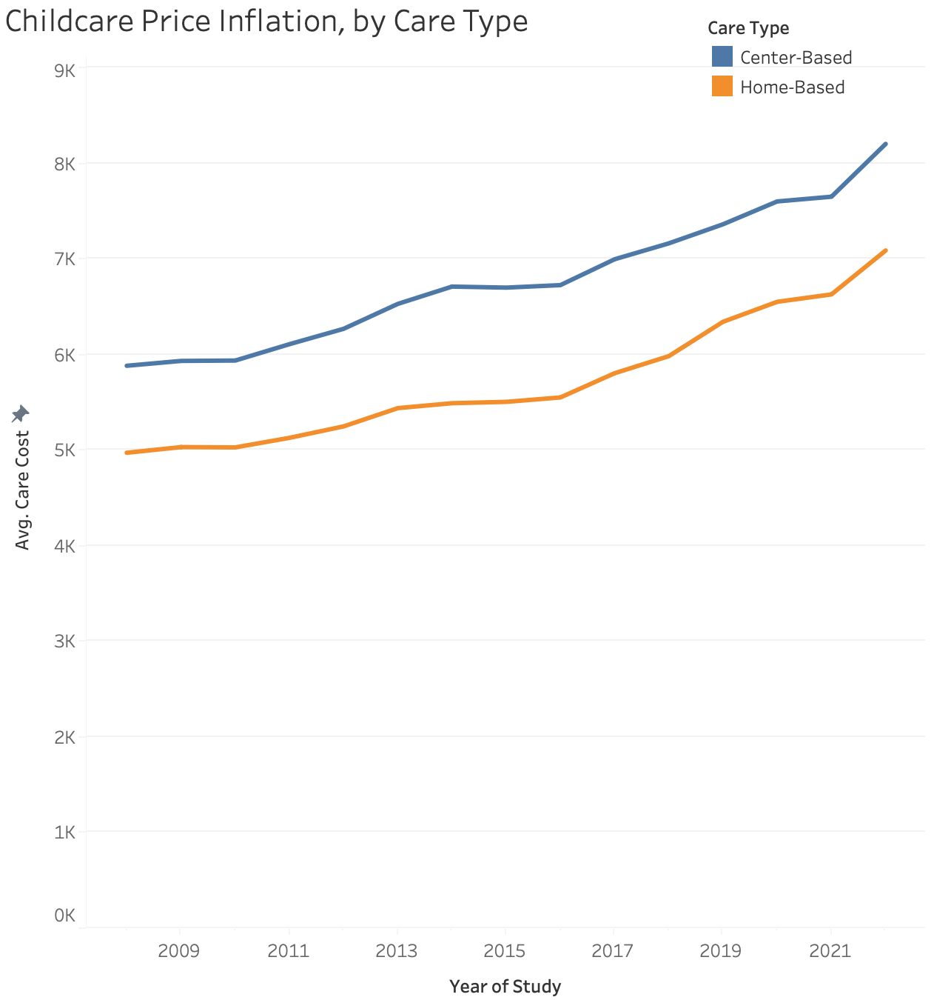 Childcare Price Inflation, by Care Type
Care Type
Center-Based
Home-Based
9K
8K
7K
6K
5K
4K
3K
2K
1K
0K
Avg. Care Cost
2009 2011 2013 2015 2017 2019 2021
Year of Study